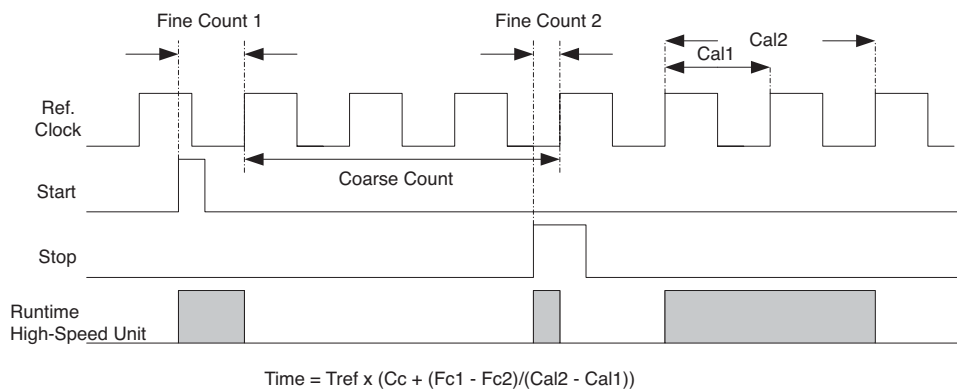 Fine Count 1
Fine Count 2
Cal2
Cal1
Ref.
Clock
Coarse Count
Start
Stop
Runtime
High-Speed Unit
Time = Tref x (Cc + (Fc1 - Fc2)/(Cal2 - Cal1))